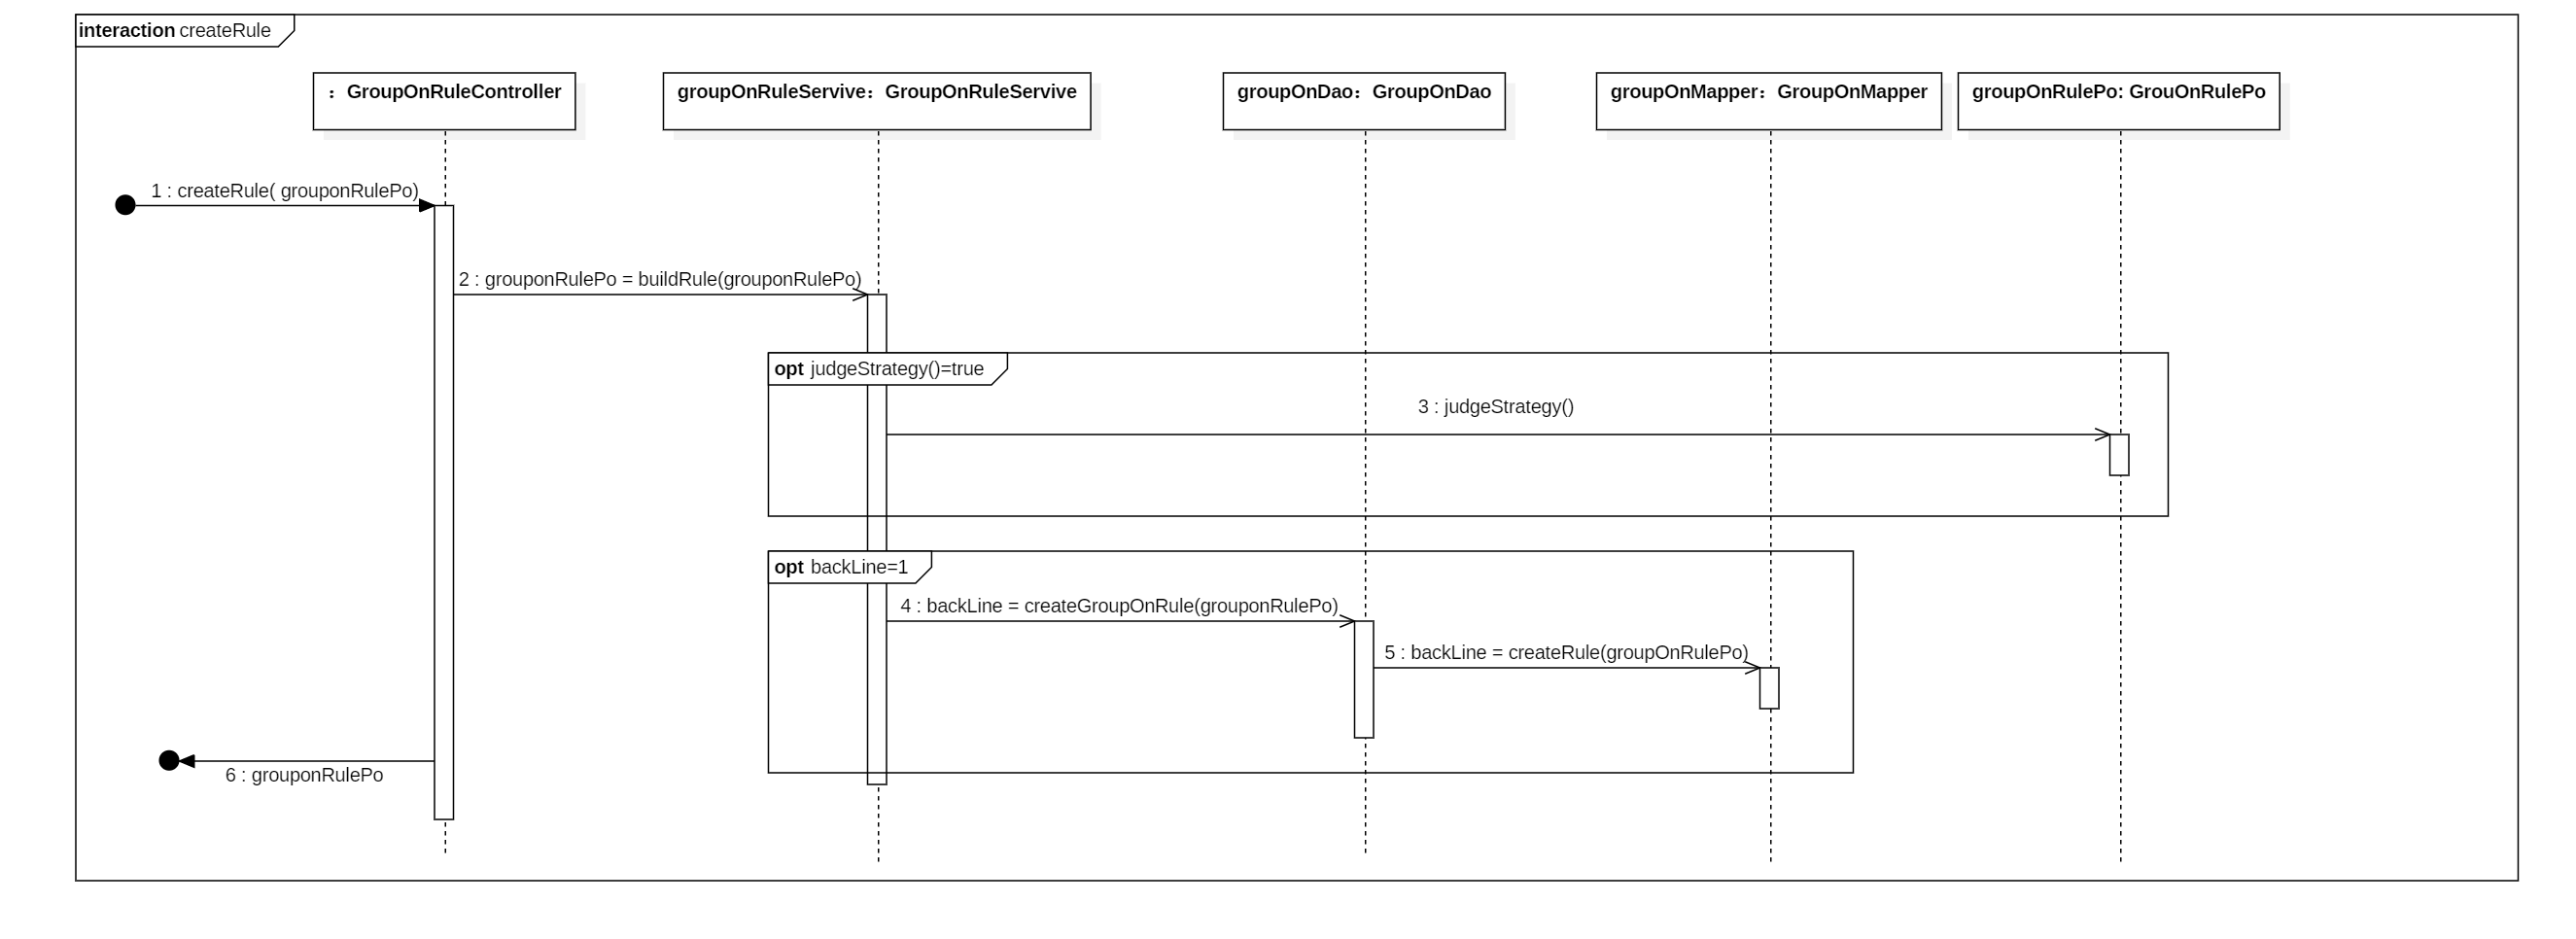 interaction createRule
：GroupOnRuleController
groupOnRuleServive：GroupOnRuleServive
groupOnDao：GroupOnDao
groupOnMapper：GroupOnMapper
groupOnRulePo: GrouOnRulePo
1 : createRule( grouponRulePo)
2 : grouponRulePo = buildRule(grouponRulePo)
opt judgeStrategy()=true
3 : judgeStrategy()
opt backLine=1
4 : backLine = createGroupOnRule(grouponRulePo)
5 : backLine = createRule(groupOnRulePo)
6 : grouponRulePo